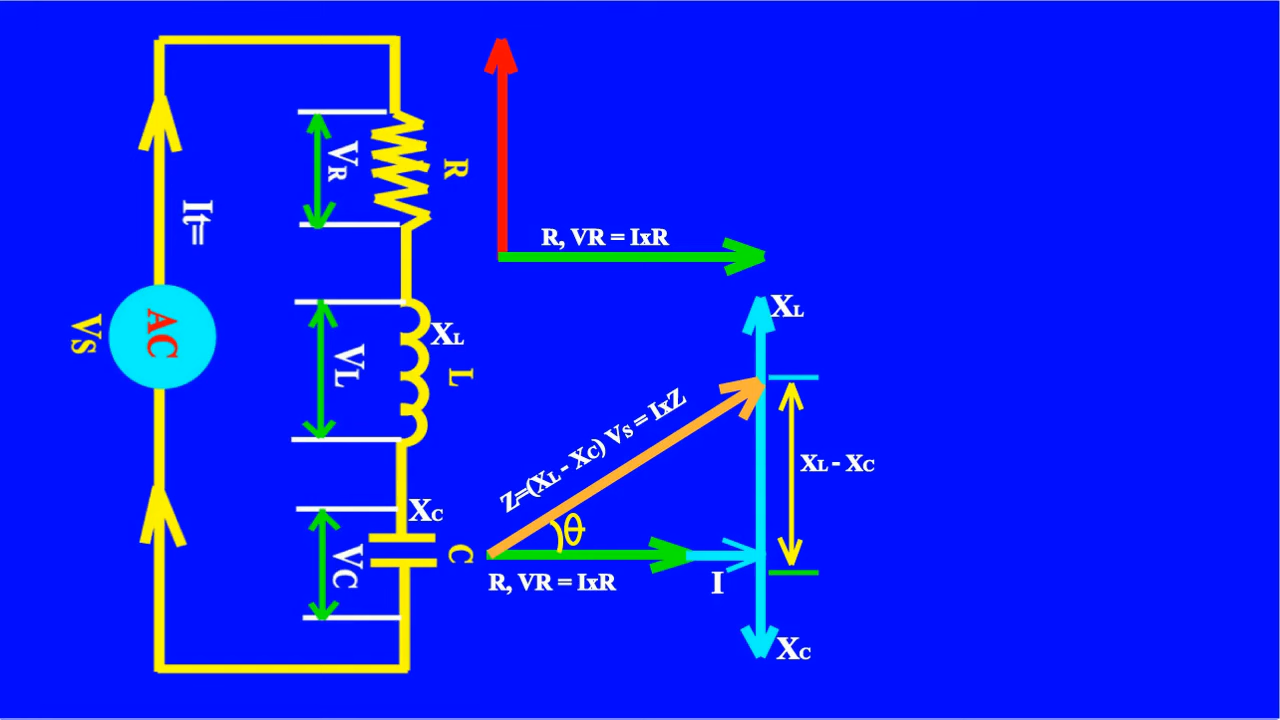 VR
R
It=
AC
VS
VL
XL
L
VC
XC
C
R, VR = IxR
XL
Z=(XL - XC) Vs = IxZ
XL - XC
θ
R, VR = IxR
I
XC